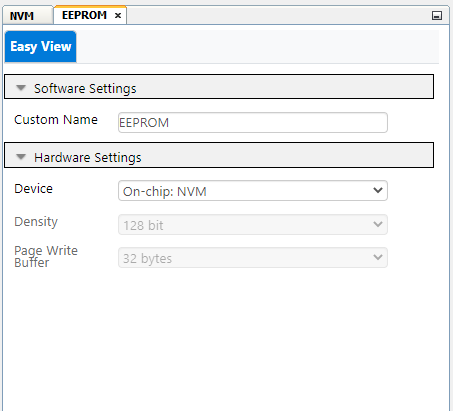 NVM
EEPROM ×
Easy View
Software Settings
Custom Name EEPROM
Hardware Settings
Device On-chip: NVM
Density 128 bit
Page Write
Buffer 32 bytes